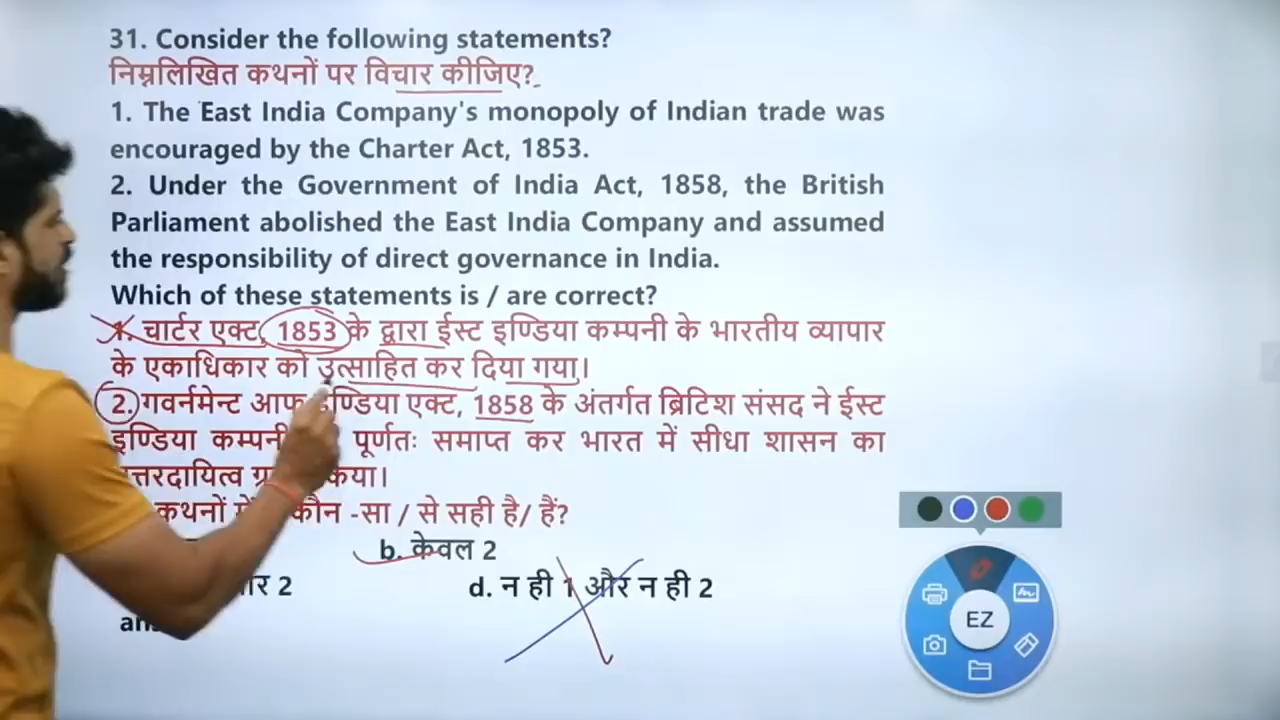 31. Consider the following statements?
निम्नलिखित कथनों पर विचार कीजिए?
1. The East India Company's monopoly of Indian trade was
encouraged by the Charter Act, 1853.
2. Under the Government of India Act, 1858, the British
Parliament abolished the East India Company and assumed
the responsibility of direct governance in India.
Which of these statements is / are correct?
1. चार्टर एक्ट, 1853 के द्वारा ईस्ट इण्डिया कम्पनी के भारतीय व्यापार
के एकाधिकार को उत्साहित कर दिया गया।
2. गवर्नमेन्ट आफ इण्डिया एक्ट, 1858 के अंतर्गत ब्रिटिश संसद ने ईस्ट
इण्डिया कम्पनी पूर्णतः समाप्त कर भारत में सीधा शासन का
कथनों कौन -सा / से सही है/ हैं?
b. केवल 2
2 d. न ही 1 और न ही 2
EZ